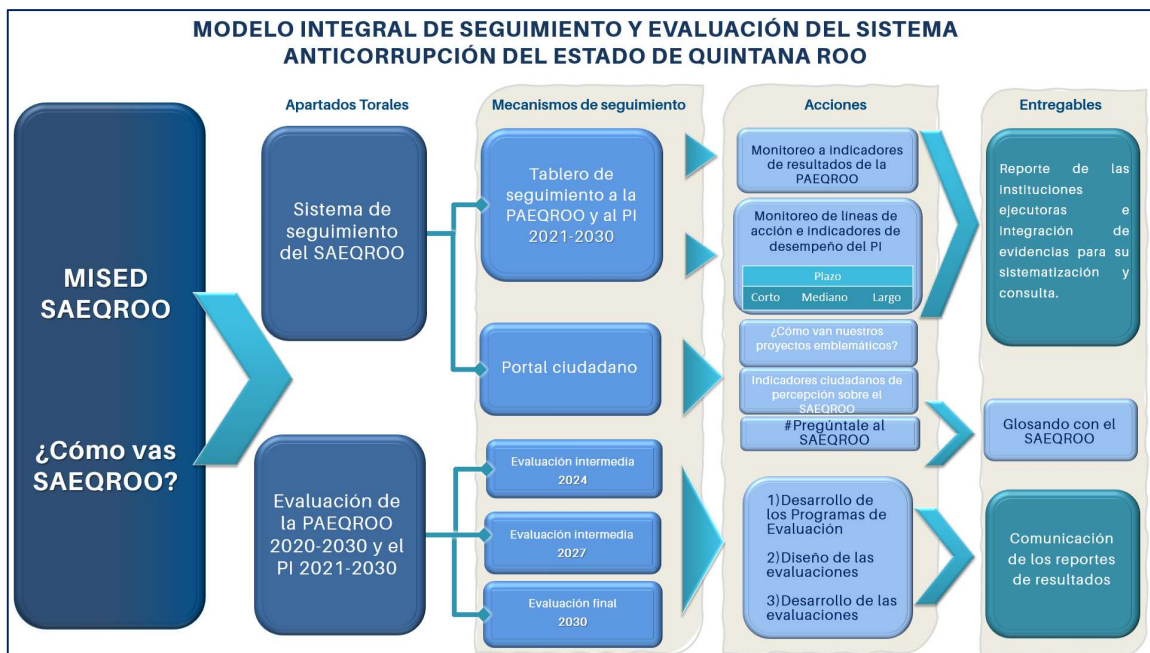 MODELO INTEGRAL DE SEGUIMIENTO Y EVALUACIÓN DEL SISTEMA
ANTICORRUPCIÓN DEL ESTADO DE QUINTANA ROO
Apartados Torales
Mecanismos de seguimiento
Acciones
Entregables
MISED
SAEQROO
¿Cómo vas
SAEQROO?
Sistema de
seguimiento
del SAEQROO
Evaluación de
la PAEQROO
2020-2030 y el
PI 2021-2030
Tablero de
seguimiento a la
PAEQROO y al PI
2021-2030
Portal ciudadano
Evaluación intermedia
2024
Evaluación intermedia
2027
Evaluación final
2030
Monitoreo a indicadores
de resultados de la
PAEQROO
Monitoreo de líneas de
acción e indicadores de
desempeño del PI
Plazo
Corto Mediano Largo
¿Cómo van nuestros
proyectos emblemáticos?
Indicadores ciudadanos
de percepción sobre el
SAEQROO
#Pregúntale al
SAEQROO
1)Desarrollo de
los Programas de
Evaluación
2)Diseño de las
evaluaciones
3)Desarrollo de las
evaluaciones
Reporte de las
instituciones
ejecutoras e
integración de
evidencias para su
sistematización y
consulta.
Glosando con el
SAEQROO
Comunicación
de los reportes
de resultados